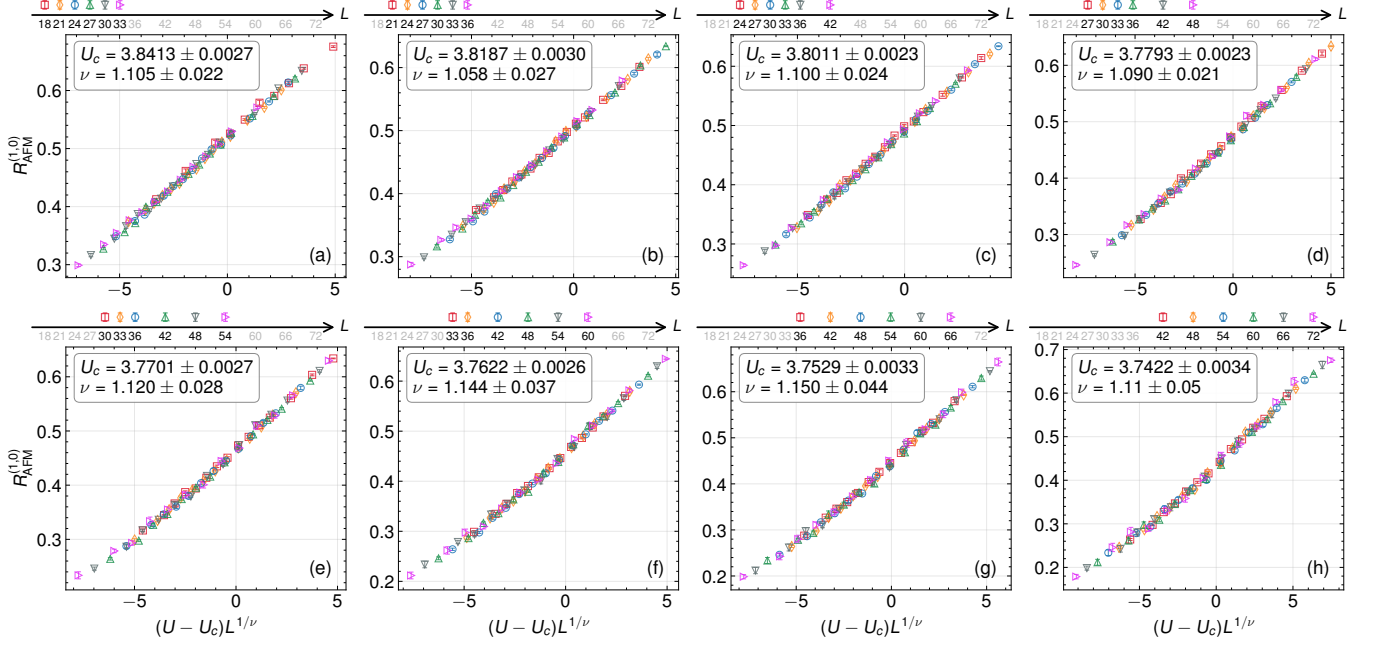 L
18 21 24 27 30 33 36 42 48 54 60 66 72
U_c = 3.8413 ± 0.0027
ν = 1.105 ± 0.022
R_AFM^(1,0)
0.6
0.5
0.4
0.3
(a)
−5 0 5
L
18 21 24 27 30 33 36 42 48 54 60 66 72
U_c = 3.8187 ± 0.0030
ν = 1.058 ± 0.027
0.6
0.5
0.4
0.3
(b)
−5 0 5
L
18 21 24 27 30 33 36 42 48 54 60 66 72
U_c = 3.8011 ± 0.0023
ν = 1.100 ± 0.024
0.6
0.5
0.4
0.3
(c)
−5 0
L
18 21 24 27 30 33 36 42 48 54 60 66 72
U_c = 3.7793 ± 0.0023
ν = 1.090 ± 0.021
0.6
0.5
0.4
0.3
(d)
−5 0 5
L
18 21 24 27 30 33 36 42 48 54 60 66 72
U_c = 3.7701 ± 0.0027
ν = 1.120 ± 0.028
R_AFM^(1,0)
0.6
0.5
0.4
0.3
(e)
−5 0 5
(U − U_c)L^1/ν
L
18 21 24 27 30 33 36 42 48 54 60 66 72
U_c = 3.7622 ± 0.0026
ν = 1.144 ± 0.037
0.6
0.5
0.4
0.3
0.2
(f)
−5 0 5
(U − U_c)L^1/ν
L
18 21 24 27 30 33 36 42 48 54 60 66 72
U_c = 3.7529 ± 0.0033
ν = 1.150 ± 0.044
0.6
0.5
0.4
0.3
0.2
(g)
−5 0 5
(U − U_c)L^1/ν
L
18 21 24 27 30 33 36 42 48 54 60 66 72
U_c = 3.7422 ± 0.0034
ν = 1.11 ± 0.05
0.7
0.6
0.5
0.4
0.3
0.2
(h)
−5 0 5
(U − U_c)L^1/ν